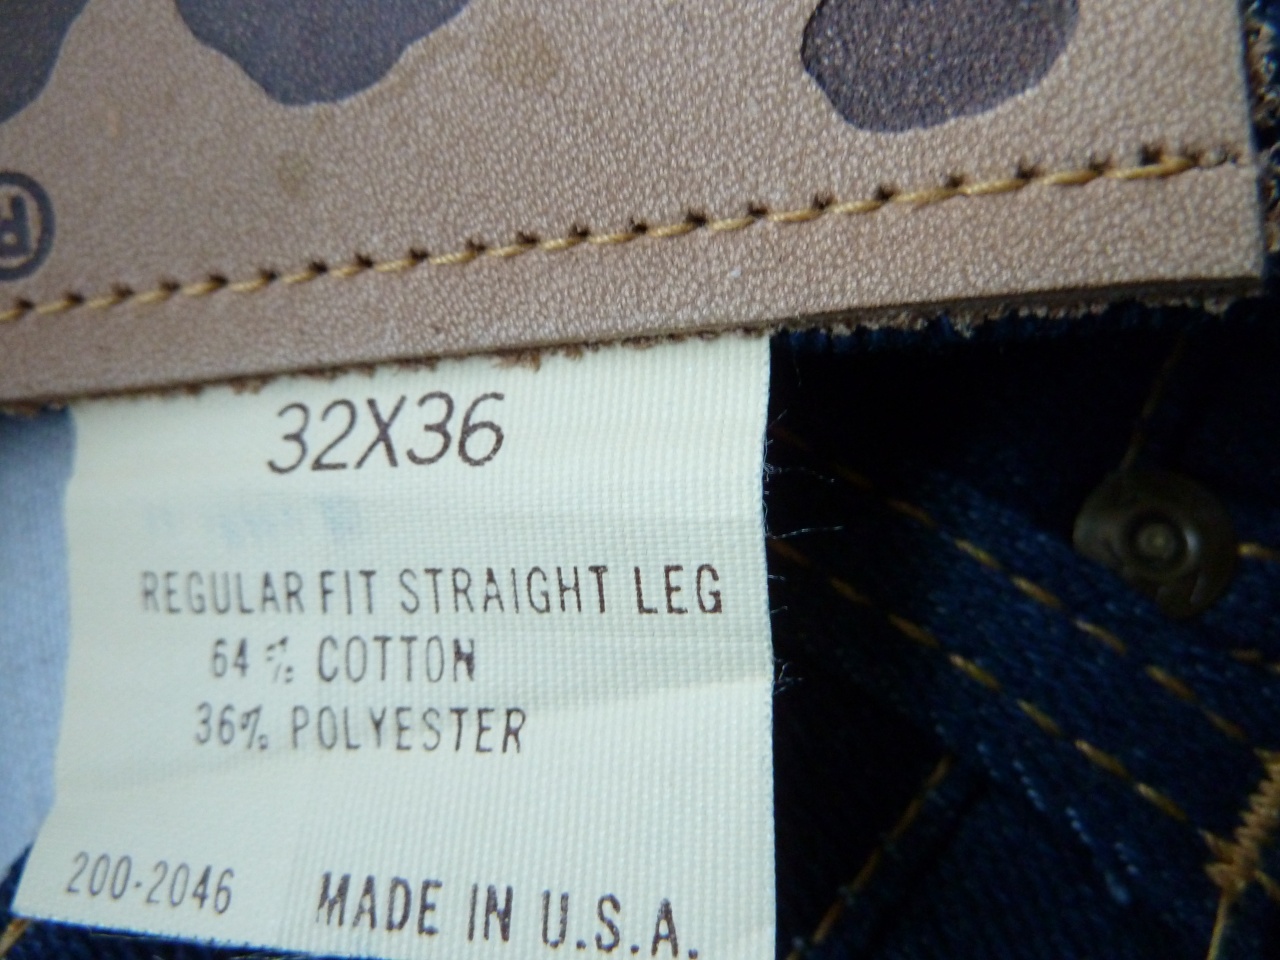 ®
32X36
REGULAR FIT STRAIGHT LEG
64% COTTON
36% POLYESTER
200-2046 MADE IN U.S.A.